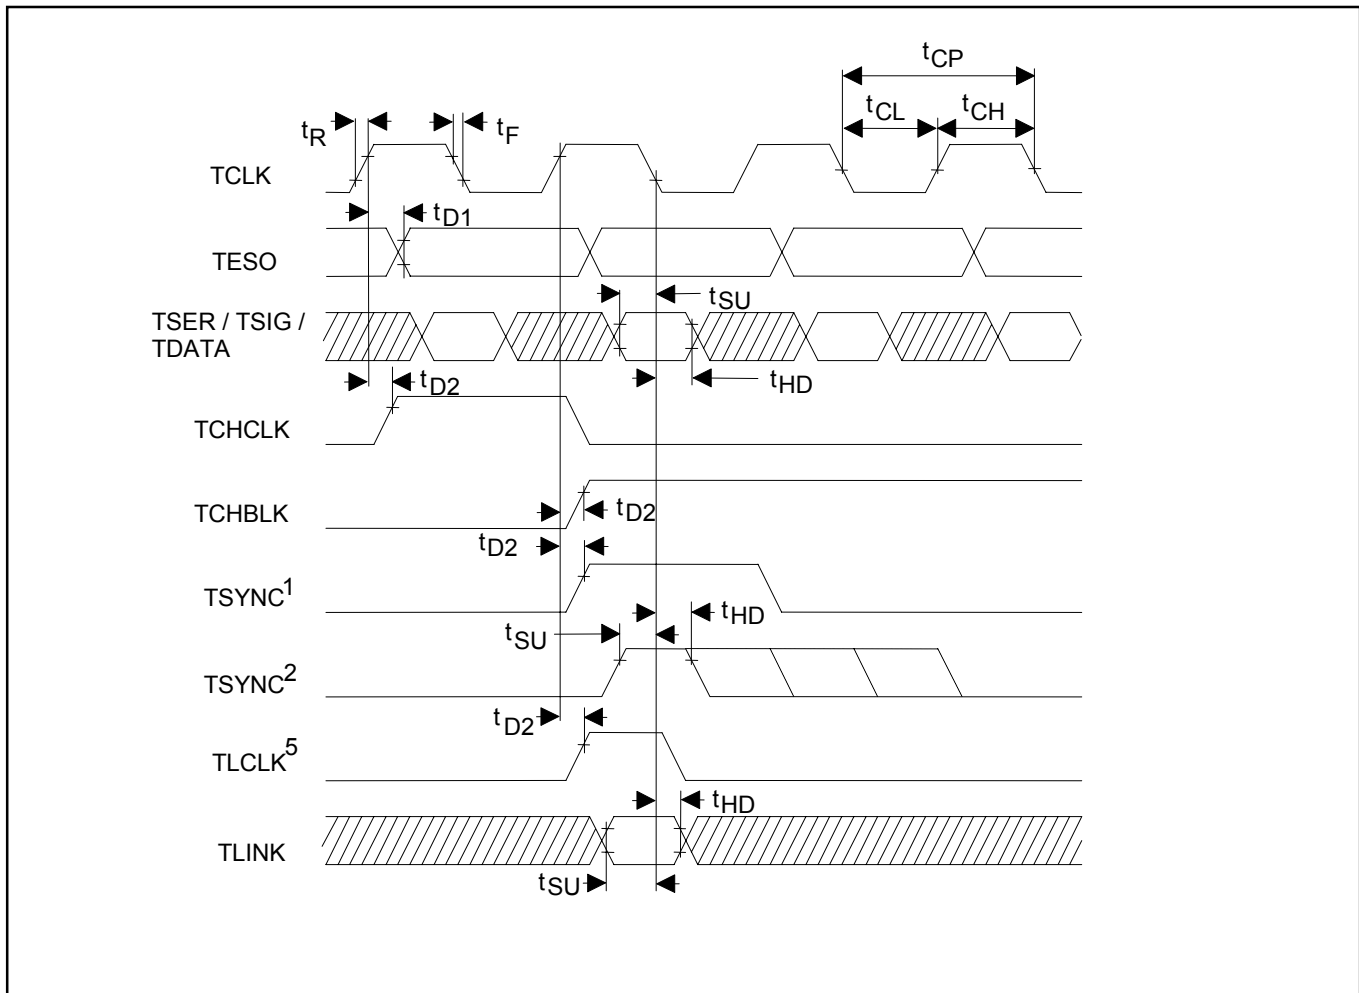 tCP
tCL
tCH
tR
tF
TCLK
tD1
TESO
tSU
TSER / TSIG /
TDATA
tD2
tHD
TCHCLK
TCHBLK
tD2
tD2
TSYNC1
tHD
tSU
TSYNC2
tD2
TLCLK5
tHD
TLINK
tSU